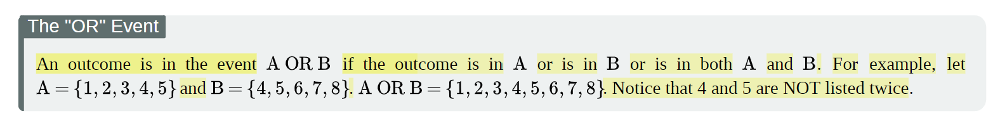 The "OR" Event
An outcome is in the event A OR B if the outcome is in A or is in B or is in both A and B. For example, let
A = {1, 2, 3, 4, 5} and B = {4, 5, 6, 7, 8}. A OR B = {1, 2, 3, 4, 5, 6, 7, 8}. Notice that 4 and 5 are NOT listed twice.